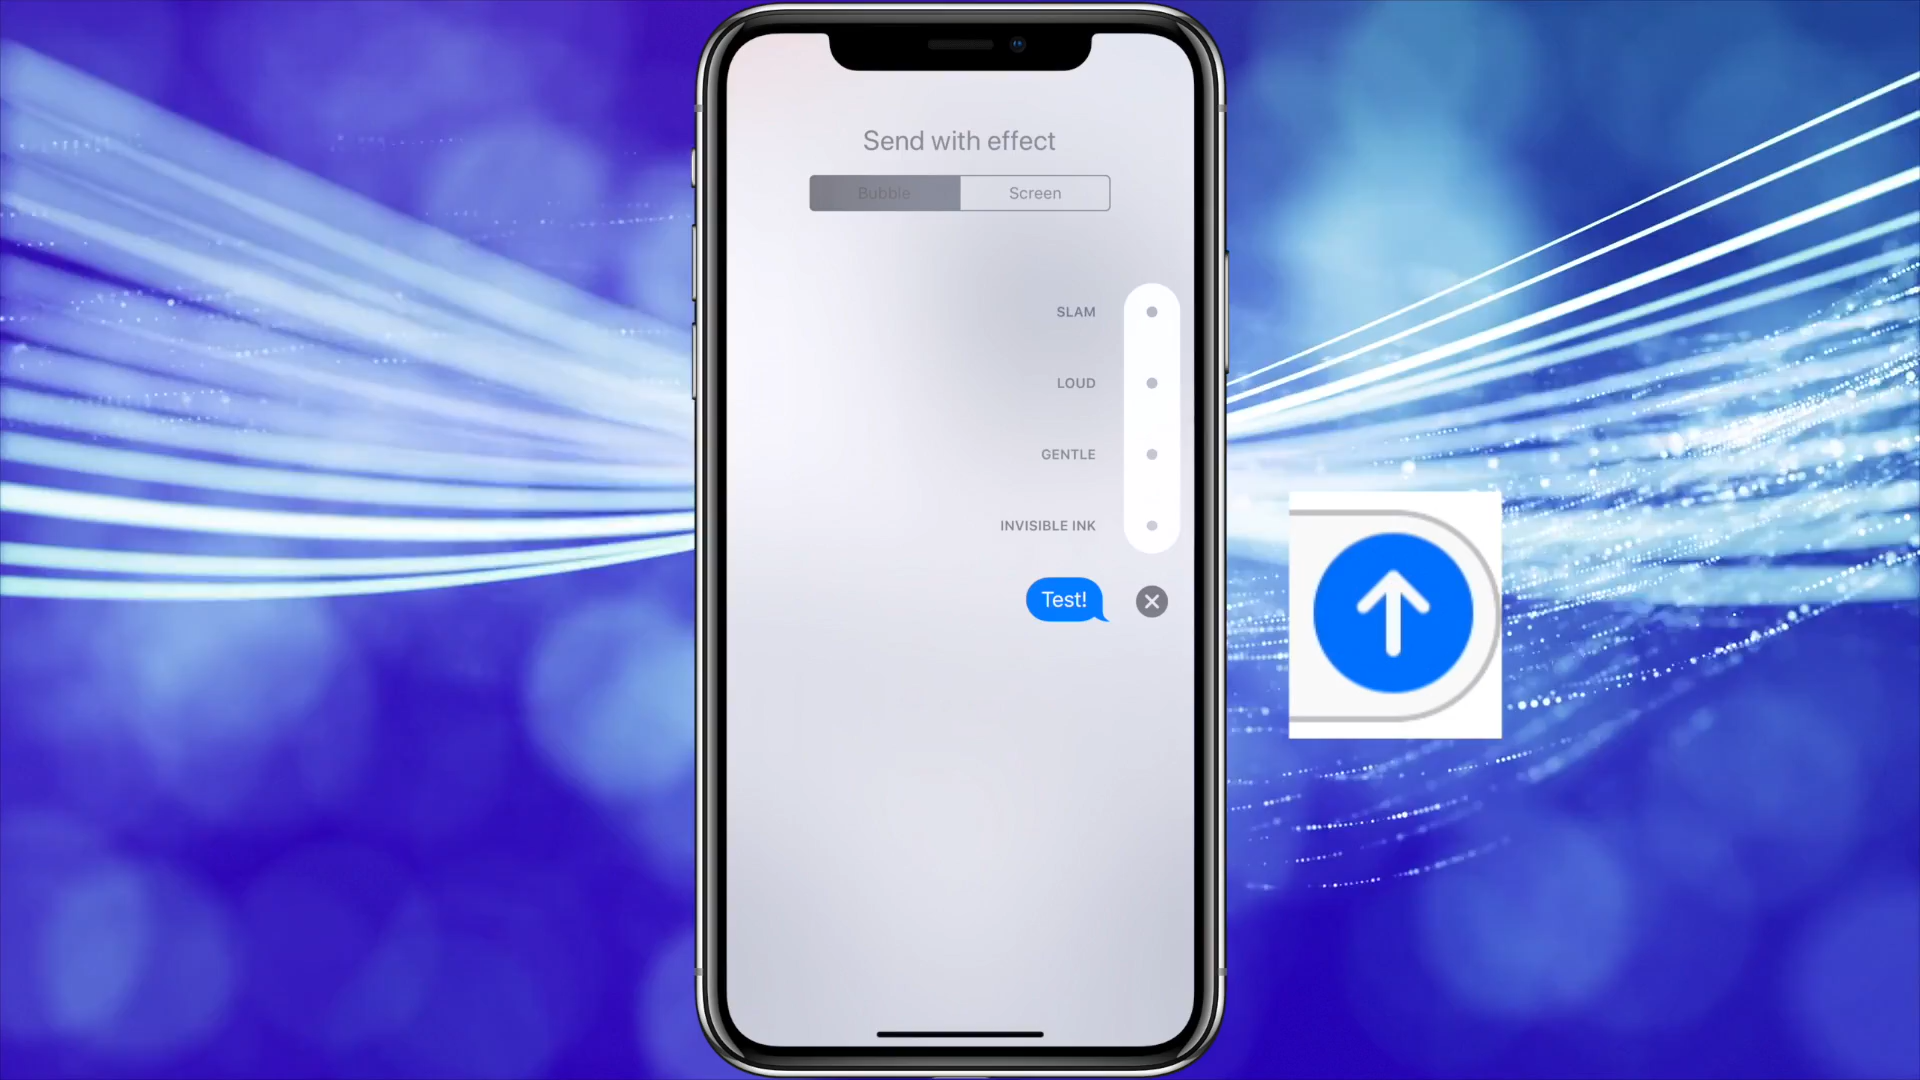 Send with effect
Bubble
Screen
SLAM
LOUD
GENTLE
INVISIBLE INK
Test!